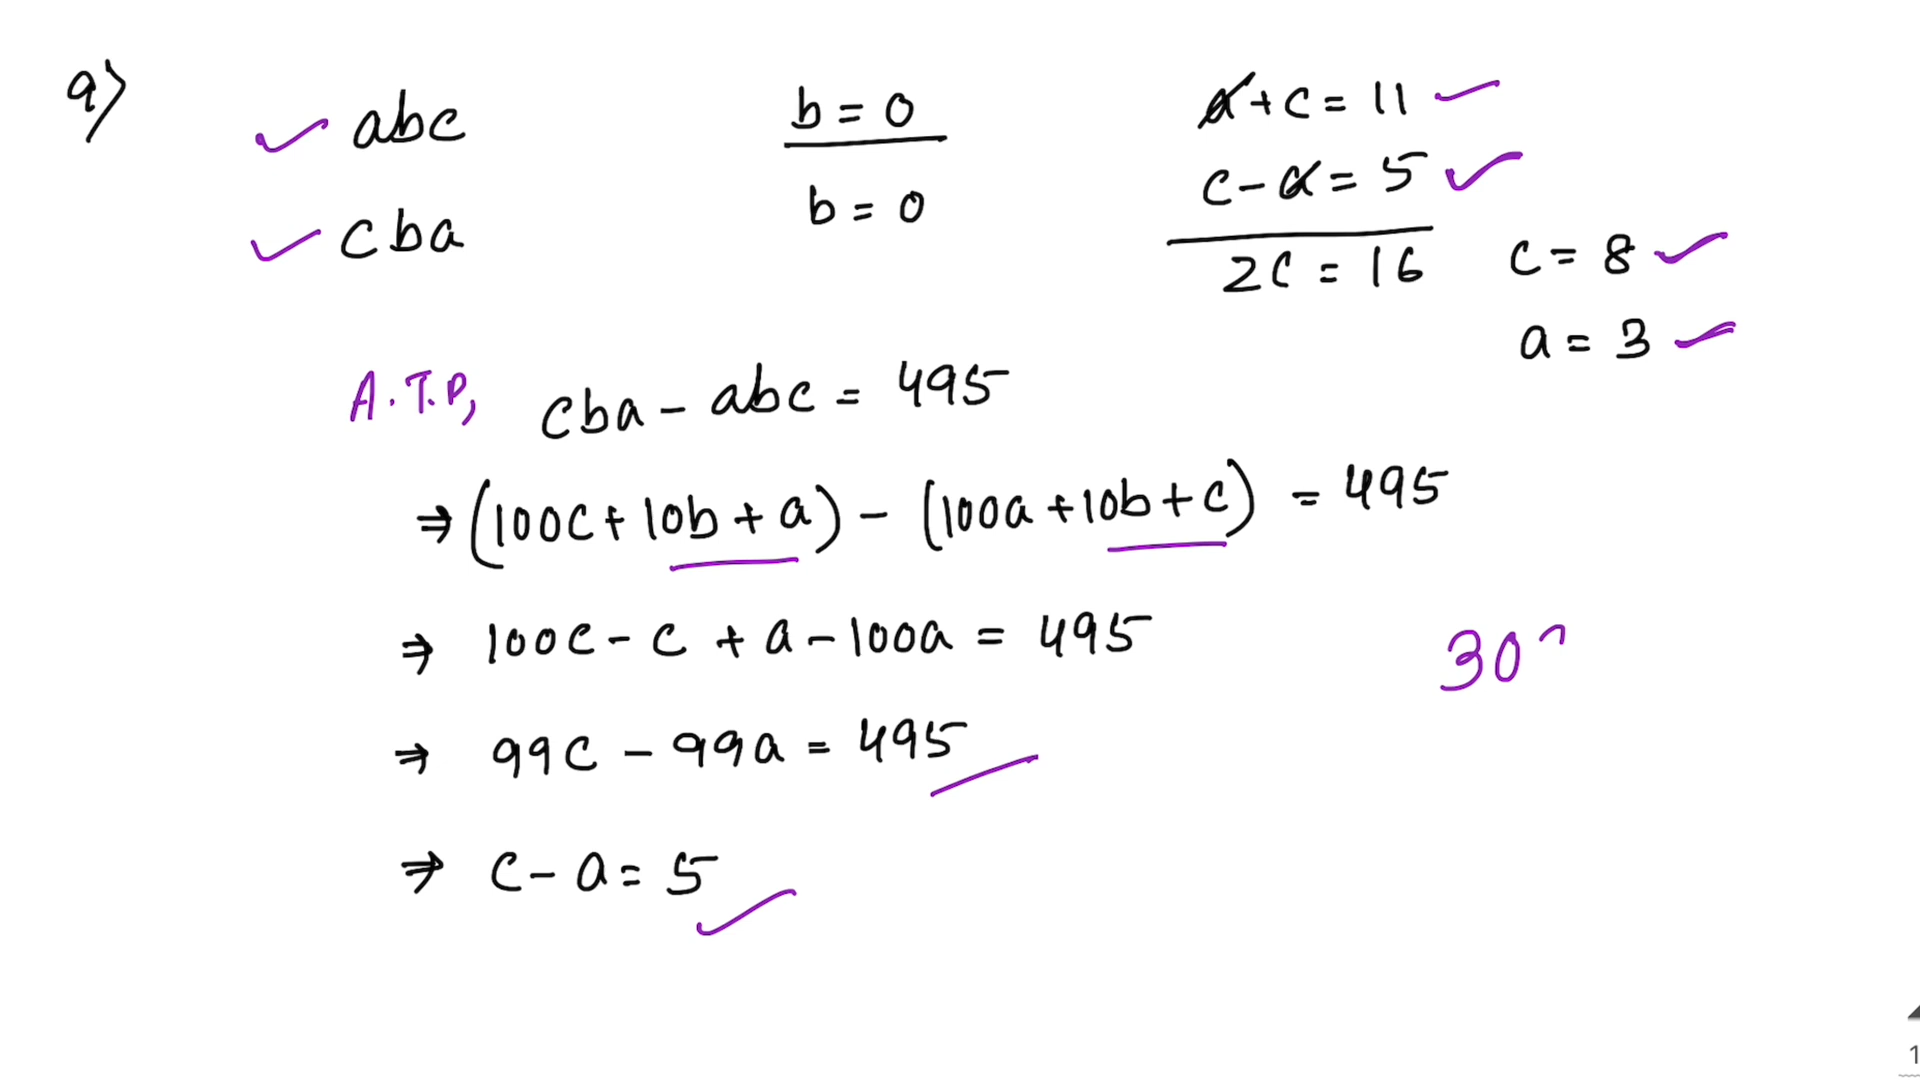 9)
abc
cba
b = 0
b = 0
a + c = 11
c - a = 5
2c = 16
c = 8
a = 3
A.T.P, cba - abc = 495
⇒ (100c + 10b + a) - (100a + 10b + c) = 495
⇒ 100c - c + a - 100a = 495
30
⇒ 99c - 99a = 495
⇒ c - a = 5
1